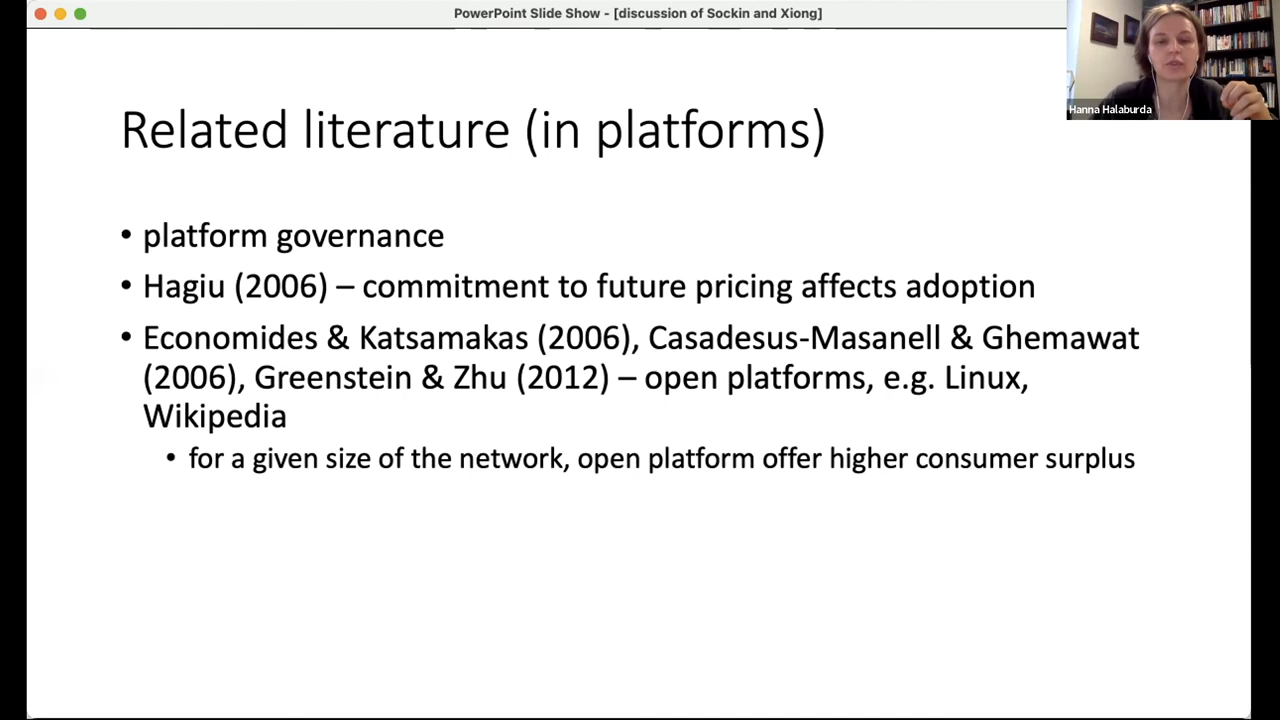 PowerPoint Slide Show - [discussion of Sockin and Xiong]
Hanna Halaburda
Related literature (in platforms)
• platform governance
• Hagiu (2006) – commitment to future pricing affects adoption
• Economides & Katsamakas (2006), Casadesus-Masanell & Ghemawat
(2006), Greenstein & Zhu (2012) – open platforms, e.g. Linux,
Wikipedia
• for a given size of the network, open platform offer higher consumer surplus